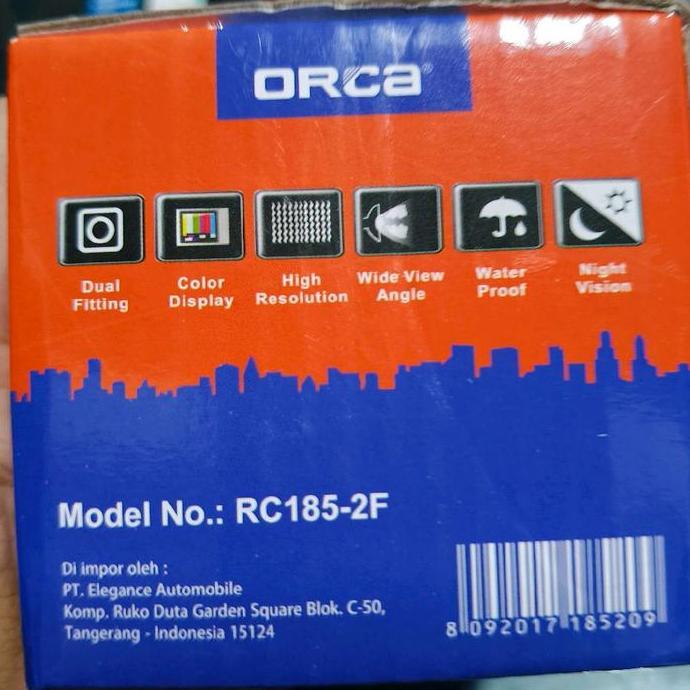 ORCA®
Dual
Fitting
Color
Display
High
Resolution
Wide View
Angle
Water
Proof
Night
Vision
Model No.: RC185-2F
Di impor oleh :
PT. Elegance Automobile
Komp. Ruko Duta Garden Square Blok. C-50,
Tangerang - Indonesia 15124
8 092017 185209